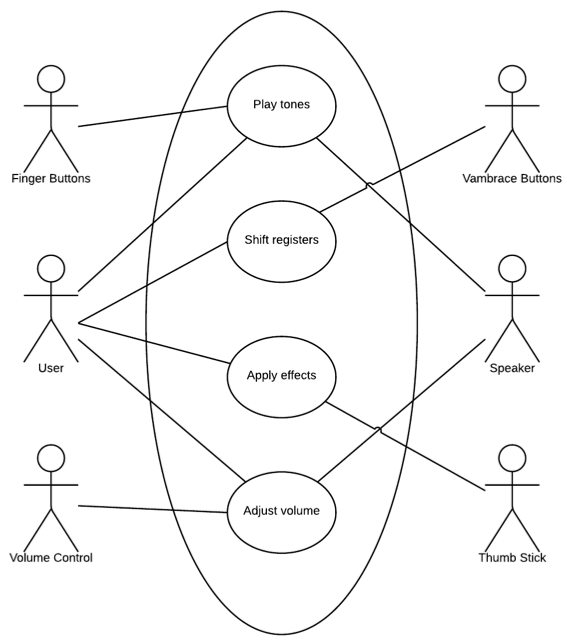 Play tones
Finger Buttons
Vambrace Buttons
Shift registers
User
Speaker
Apply effects
Adjust volume
Volume Control
Thumb Stick